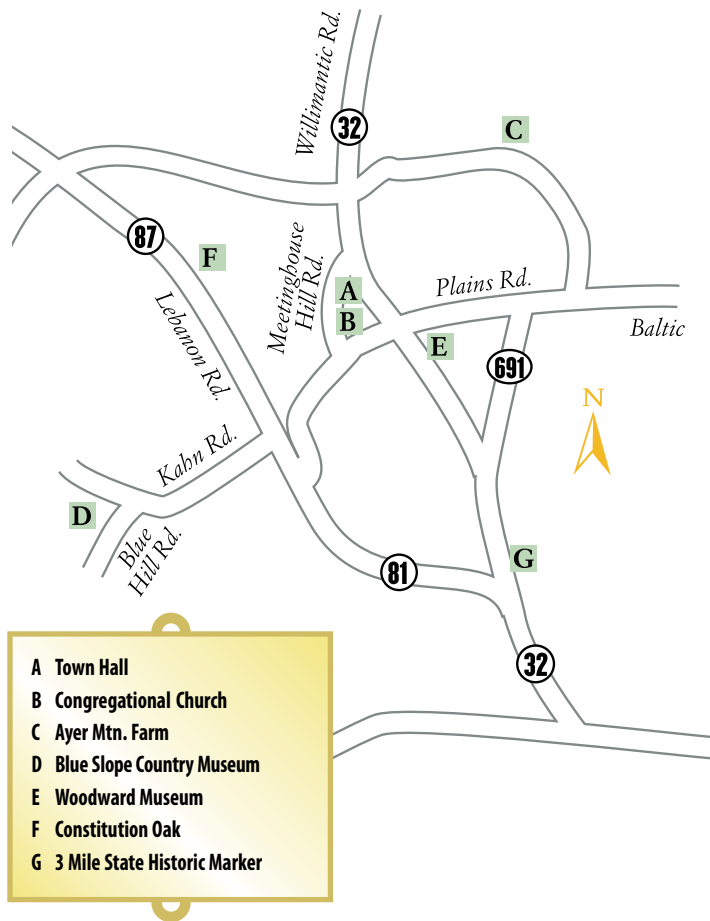 Willimantic Rd.
32
C
87
F
Meetinghouse
Hill Rd.
A
B
Plains Rd.
Baltic
E
691
Lebanon Rd.
N
Kahn Rd.
D
Blue
Hill Rd.
G
81
32
A Town Hall
B Congregational Church
C Ayer Mtn. Farm
D Blue Slope Country Museum
E Woodward Museum
F Constitution Oak
G 3 Mile State Historic Marker